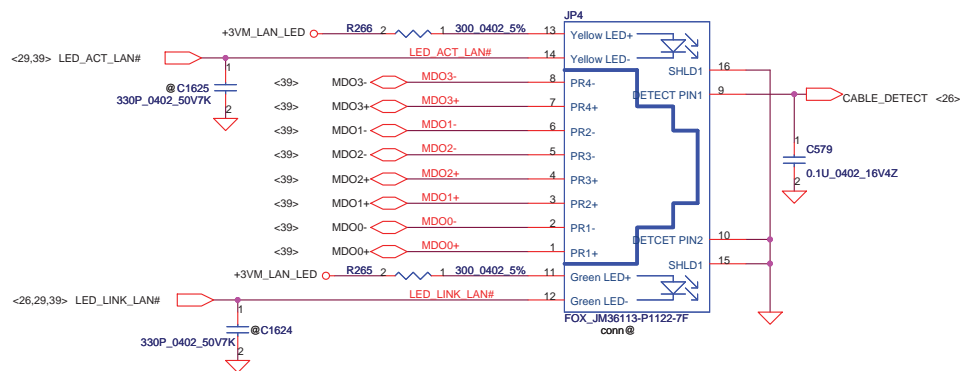 JP4
+3VM_LAN_LED R266 2 1 300_0402_5% 13 Yellow LED+
<29,39> LED_ACT_LAN# LED_ACT_LAN# 14 Yellow LED-
1 @C1625 330P_0402_50V7K 2
SHLD1 16
<39> MDO3- MDO3- 8 PR4-
DETECT PIN1 9 CABLE_DETECT <26>
<39> MDO3+ MDO3+ 7 PR4+
<39> MDO1- MDO1- 6 PR2-
<39> MDO2- MDO2- 5 PR3-
1 C579 0.1U_0402_16V4Z 2
<39> MDO2+ MDO2+ 4 PR3+
<39> MDO1+ MDO1+ 3 PR2+
<39> MDO0- MDO0- 2 PR1-
DETCET PIN2 10
<39> MDO0+ MDO0+ 1 PR1+
SHLD1 15
+3VM_LAN_LED R265 2 1 300_0402_5% 11 Green LED+
<26,29,39> LED_LINK_LAN# LED_LINK_LAN# 12 Green LED-
1 @C1624 330P_0402_50V7K 2
FOX_JM36113-P1122-7F
conn@